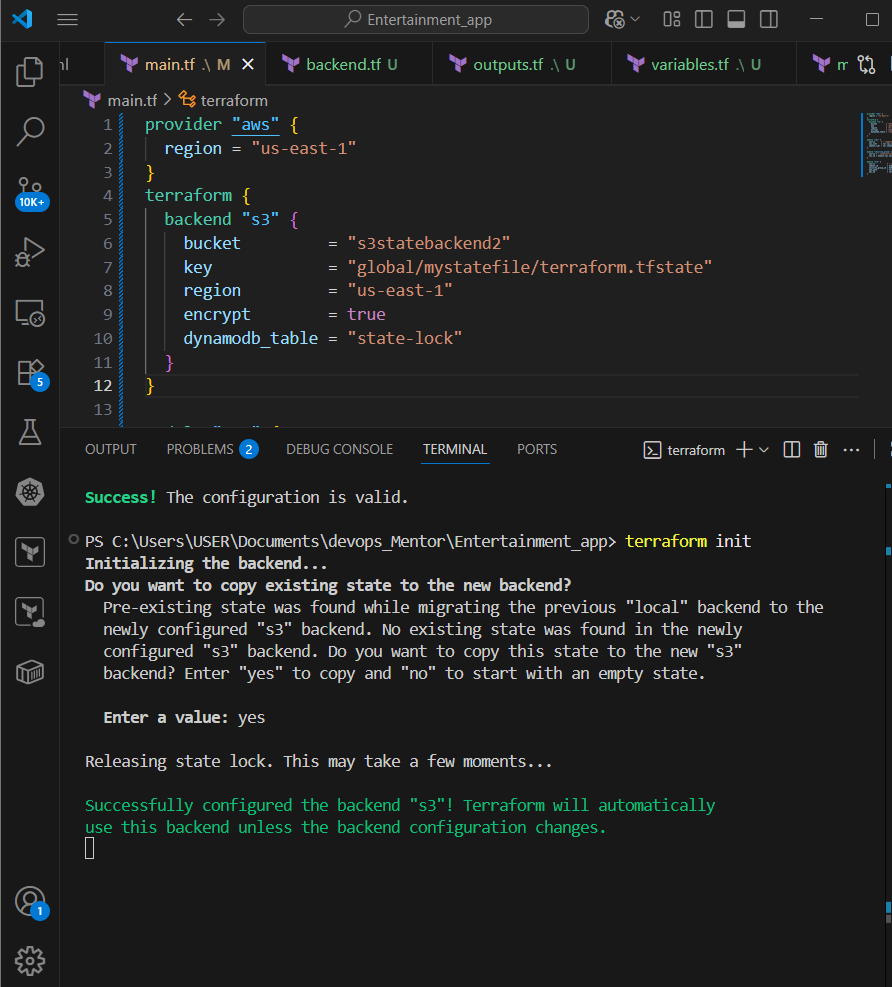 Entertainment_app
ml
main.tf .\ M
backend.tf U
outputs.tf .\ U
variables.tf .\ U
m
main.tf > terraform
1 provider "aws" {
2 region = "us-east-1"
3 }
4 terraform {
5 backend "s3" {
6 bucket = "s3statebackend2"
7 key = "global/mystatefile/terraform.tfstate"
8 region = "us-east-1"
9 encrypt = true
10 dynamodb_table = "state-lock"
11 }
12 }
13
10K+
5
1
OUTPUT PROBLEMS 2 DEBUG CONSOLE TERMINAL PORTS terraform
Success! The configuration is valid.
PS C:\Users\USER\Documents\devops_Mentor\Entertainment_app> terraform init
Initializing the backend...
Do you want to copy existing state to the new backend?
Pre-existing state was found while migrating the previous "local" backend to the
newly configured "s3" backend. No existing state was found in the newly
configured "s3" backend. Do you want to copy this state to the new "s3"
backend? Enter "yes" to copy and "no" to start with an empty state.
Enter a value: yes
Releasing state lock. This may take a few moments...
Successfully configured the backend "s3"! Terraform will automatically
use this backend unless the backend configuration changes.